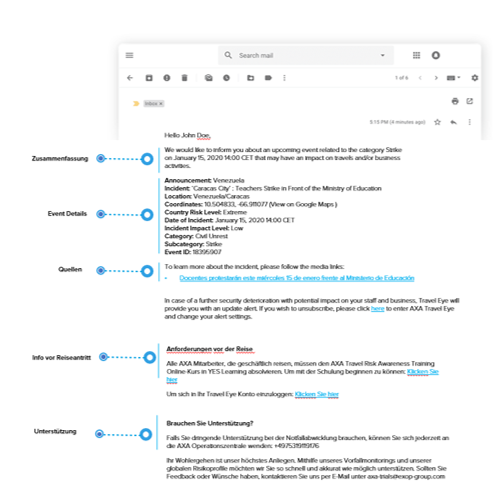 Search mail
1 of 6
Inbox ×
5:13 PM (4 minutes ago)
Hello John Doe,
Zusammenfassung
We would like to inform you about an upcoming event related to the category Strike
on January 15, 2020 14:00 CET that may have an impact on travels and/or business
activities.
Event Details
Announcement: Venezuela
Incident: 'Caracas City' : Teachers Strike in Front of the Ministry of Education
Location: Venezuela/Caracas
Coordinates: 10.504833, -66.911077 (View on Google Maps )
Country Risk Level: Extreme
Date of Incident: January 15, 2020 14:00 CET
Incident Impact Level: Low
Category: Civil Unrest
Subcategory: Strike
Event ID: 18395907
Quellen
To learn more about the incident, please follow the media links:
- Docentes protestarán este miércoles 15 de enero frente al Ministerio de Educación
In case of a further security deterioration with potential impact on your staff and business, Travel Eye will
provide you with an update alert. If you wish to unsubscribe, please click here to enter AXA Travel Eye
and change your alert settings.
Info vor Reiseantritt
Anforderungen vor der Reise
Alle AXA Mitarbeiter, die geschäftlich reisen, müssen den AXA Travel Risk Awareness Training
Online-Kurs in YES Learning absolvieren. Um mit der Schulung beginnen zu können: Klicken Sie
hier
Um sich in Ihr Travel Eye Konto einzuloggen: Klicken Sie hier
Unterstützung
Brauchen Sie Unterstützung?
Falls Sie dringende Unterstützung bei der Notfallabwicklung brauchen, können Sie sich jederzeit an
die AXA Operationszentrale wenden:
Ihr Wohlergehen ist unser höchstes Anliegen. Mithilfe unseres Vorfallmonitorings und unserer
globalen Risikoprofile möchten wir Sie so schnell und akkurat wie möglich unterstützen. Sollten Sie
Feedback oder Wünsche haben, kontaktieren Sie uns per E-Mail unter axa-trials@exop-group.com